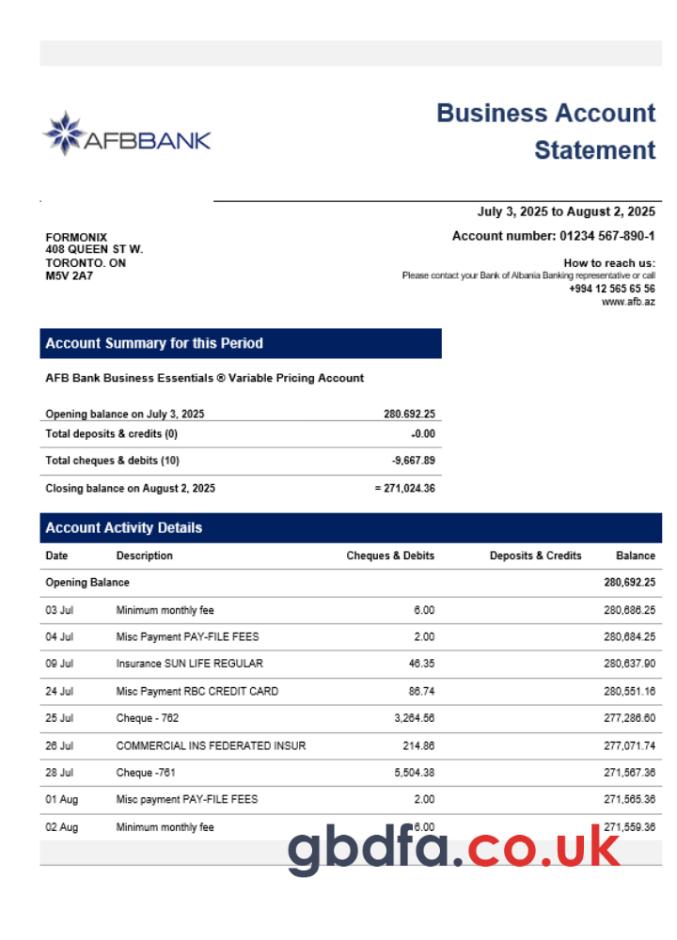 AFBBANK
Business Account
Statement
July 3, 2025 to August 2, 2025
Account number: 01234 567-890-1
FORMONIX
408 QUEEN ST W.
TORONTO. ON
M5V 2A7
How to reach us:
Please contact your Bank of Albania Banking representative or call
+994 12 565 65 56
www.afb.az
Account Summary for this Period
AFB Bank Business Essentials ® Variable Pricing Account
Opening balance on July 3, 2025 280.692.25
Total deposits & credits (0) -0.00
Total cheques & debits (10) -9,667.89
Closing balance on August 2, 2025 = 271,024.36
Account Activity Details
Date Description Cheques & Debits Deposits & Credits Balance
Opening Balance 280,692.25
03 Jul Minimum monthly fee 6.00 280,686.25
04 Jul Misc Payment PAY-FILE FEES 2.00 280,684.25
09 Jul Insurance SUN LIFE REGULAR 46.35 280,637.90
24 Jul Misc Payment RBC CREDIT CARD 86.74 280,551.16
25 Jul Cheque - 762 3,264.56 277,286.60
26 Jul COMMERCIAL INS FEDERATED INSUR 214.86 277,071.74
28 Jul Cheque -761 5,504.38 271,567.36
01 Aug Misc payment PAY-FILE FEES 2.00 271,565.36
02 Aug Minimum monthly fee 6.00 271,559.36
gbdfa.co.uk